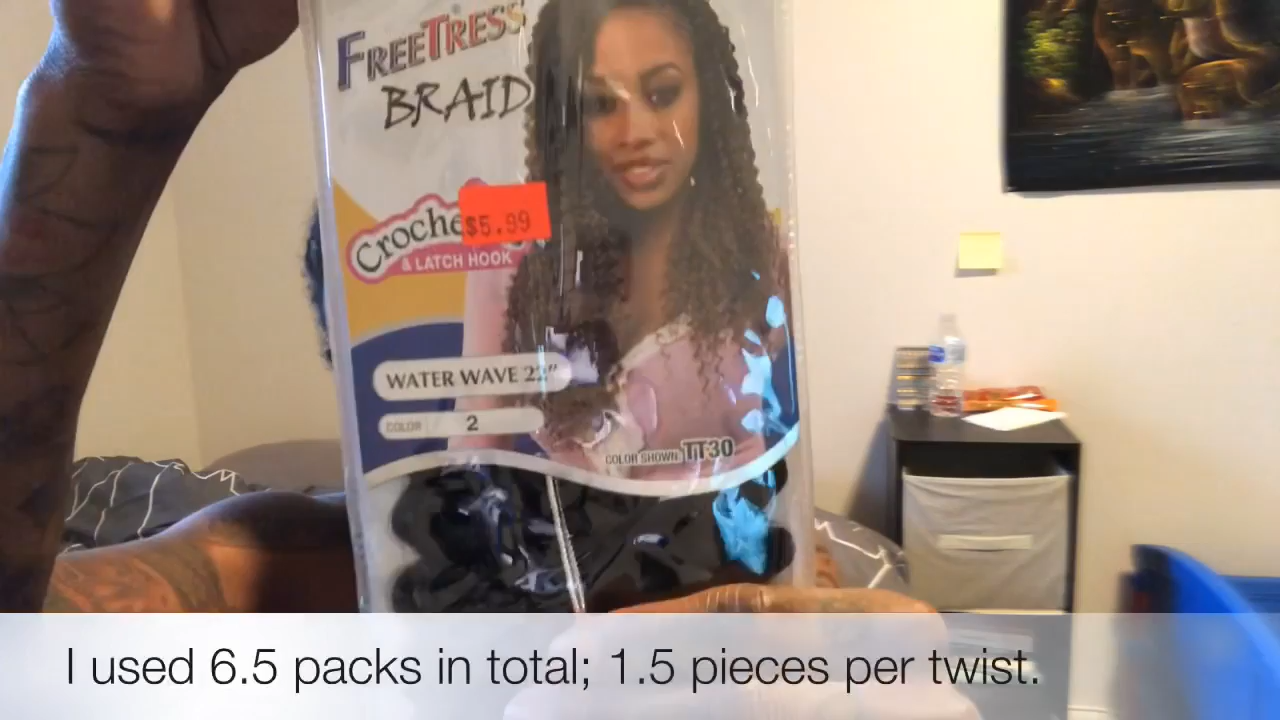 FREETRESS
BRAID
Croche
$5.99
& LATCH HOOK
WATER WAVE 22"
COLOR 2
COLOR SHOWN: TT30
I used 6.5 packs in total; 1.5 pieces per twist.